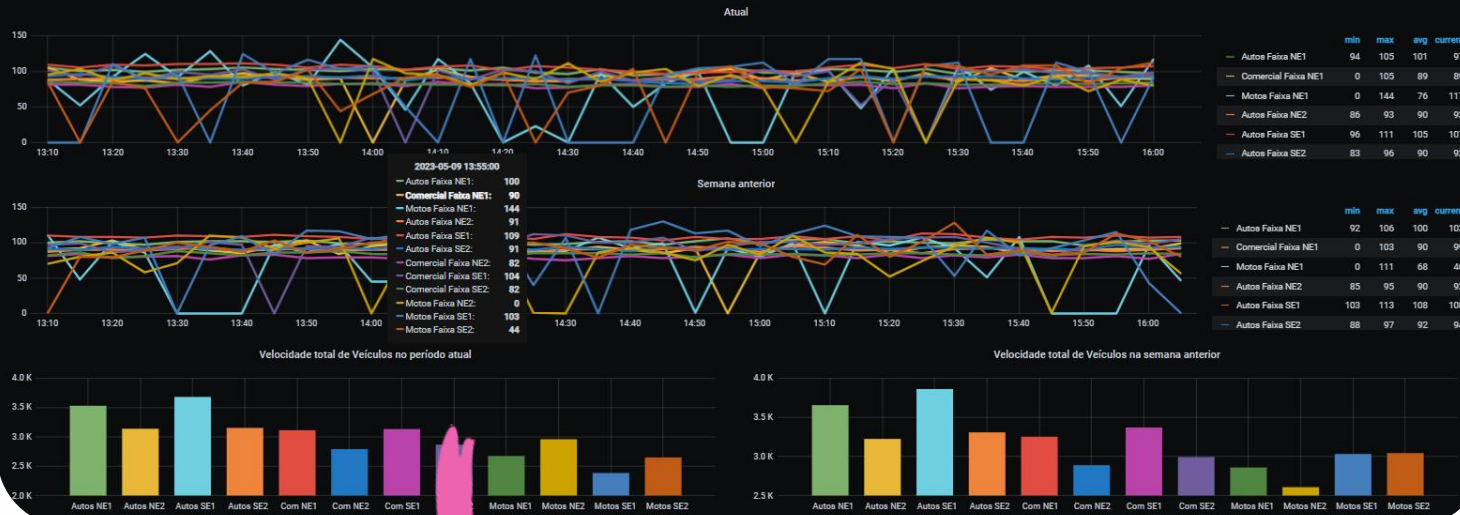 Atual
150
100
50
0
13:10 13:20 13:30 13:40 13:50 14:00 14:10 14:20 14:30 14:40 14:50 15:00 15:10 15:20 15:30 15:40 15:50 16:00
min max avg curren
Autos Faixa NE1 94 105 101
Comercial Faixa NE1 0 105 89
Motos Faixa NE1 0 144 76
Autos Faixa NE2 86 93 90
Autos Faixa SE1 96 111 105
Autos Faixa SE2 83 96 90
2023-05-09 13:55:00
Autos Faixa NE1: 100
Comercial Faixa NE1: 90
Motos Faixa NE1: 144
Autos Faixa NE2: 91
Autos Faixa SE1: 109
Autos Faixa SE2: 91
Comercial Faixa NE2: 82
Comercial Faixa SE1: 104
Comercial Faixa SE2: 82
Motos Faixa NE2: 0
Motos Faixa SE1: 103
Motos Faixa SE2: 44
Semana anterior
150
100
50
0
13:10 13:20 13:30 13:40 13:50 14:00 14:30 14:40 14:50 15:00 15:10 15:20 15:30 15:40 15:50 16:00
min max avg curren
Autos Faixa NE1 92 106 100
Comercial Faixa NE1 0 103 90
Motos Faixa NE1 0 111 68
Autos Faixa NE2 85 95 90
Autos Faixa SE1 103 113 108
Autos Faixa SE2 88 97 92
Velocidade total de Veículos no período atual
4.0 K
3.5 K
3.0 K
2.5 K
2.0 K
Autos NE1 Autos NE2 Autos SE1 Autos SE2 Com NE1 Com NE2 Com SE1 Motos NE1 Motos NE2 Motos SE1 Motos SE2
Velocidade total de Veículos na semana anterior
4.0 K
3.5 K
3.0 K
2.5 K
Autos NE1 Autos NE2 Autos SE1 Autos SE2 Com NE1 Com NE2 Com SE1 Com SE2 Motos NE1 Motos NE2 Motos SE1 Motos SE2